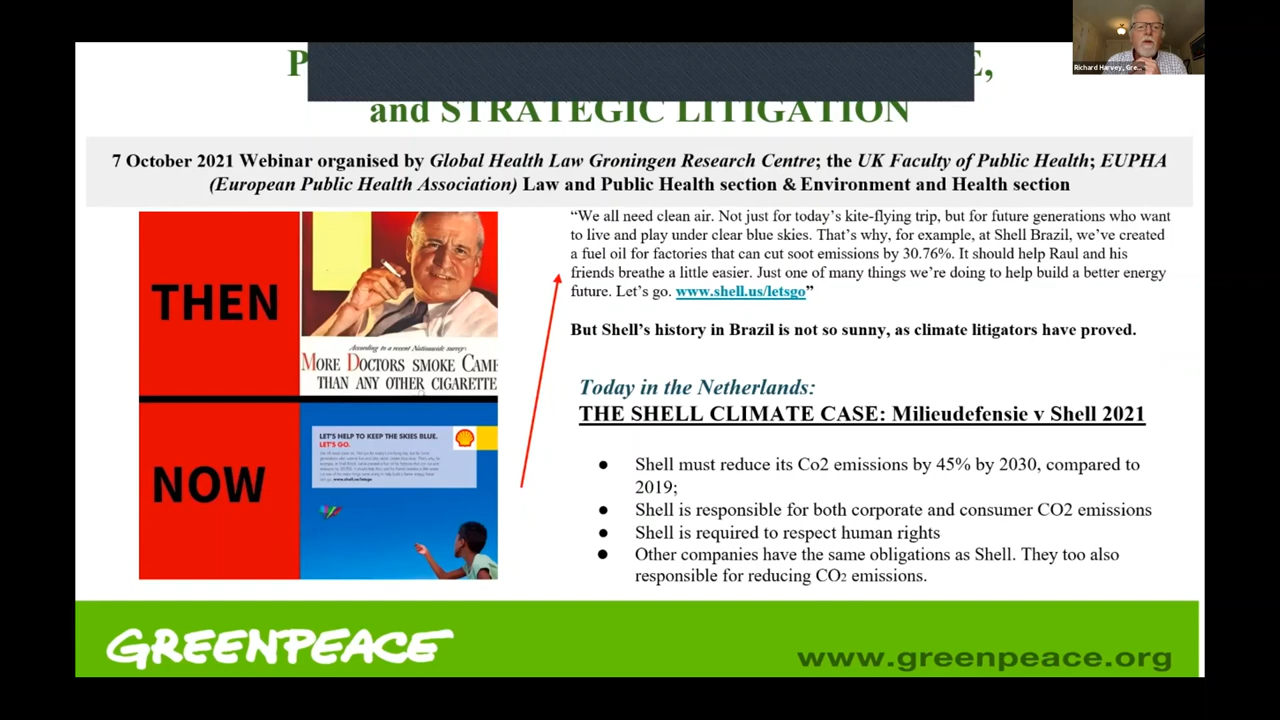 Richard Harvey, Gre...
P
E,
and STRATEGIC LITIGATION
7 October 2021 Webinar organised by Global Health Law Groningen Research Centre; the UK Faculty of Public Health; EUPHA
(European Public Health Association) Law and Public Health section & Environment and Health section
THEN
According to a recent Nationwide survey:
MORE DOCTORS SMOKE CAME
THAN ANY OTHER CIGARETTE
NOW
LET'S HELP TO KEEP THE SKIES BLUE.
LET'S GO.
“We all need clean air. Not just for today’s kite-flying trip, but for future generations who want
to live and play under clear blue skies. That’s why, for example, at Shell Brazil, we’ve created
a fuel oil for factories that can cut soot emissions by 30.76%. It should help Raul and his
friends breathe a little easier. Just one of many things we’re doing to help build a better energy
future. Let’s go. www.shell.us/letsgo”
But Shell’s history in Brazil is not so sunny, as climate litigators have proved.
Today in the Netherlands:
THE SHELL CLIMATE CASE: Milieudefensie v Shell 2021
● Shell must reduce its Co2 emissions by 45% by 2030, compared to
2019;
● Shell is responsible for both corporate and consumer CO2 emissions
● Shell is required to respect human rights
● Other companies have the same obligations as Shell. They too also
responsible for reducing CO2 emissions.
GREENPEACE
www.greenpeace.org